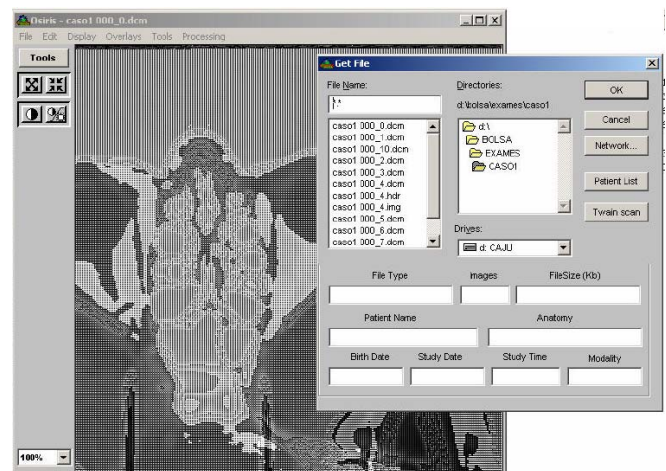 Osiris - caso1 000_0.dcm
File Edit Display Overlays Tools Processing
Tools
100%
Get File
File Name:
*.*
caso1 000_0.dcm
caso1 000_1.dcm
caso1 000_10.dcm
caso1 000_2.dcm
caso1 000_3.dcm
caso1 000_4.dcm
caso1 000_4.hdr
caso1 000_4.img
caso1 000_5.dcm
caso1 000_6.dcm
caso1 000_7.dcm
Directories:
d:\bolsa\exames\caso1
d:\
BOLSA
EXAMES
CASO1
Drives:
d: CAJU
OK
Cancel
Network...
Patient List
Twain scan
File Type images FileSize (Kb)
Patient Name Anatomy
Birth Date Study Date Study Time Modality